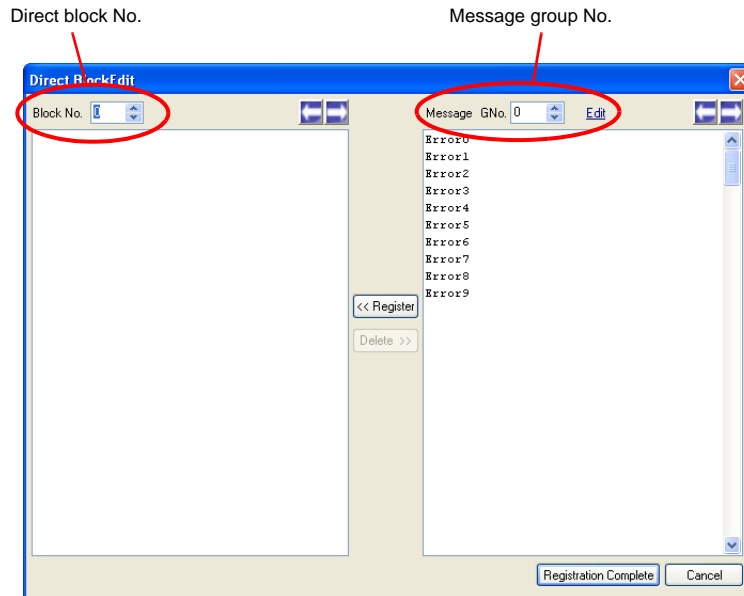 Direct block No.
Message group No.
Direct BlockEdit
Block No. 0
Message GNo. 0 Edit
Error0
Error1
Error2
Error3
Error4
Error5
Error6
Error7
Error8
Error9
<< Register
Delete >>
Registration Complete
Cancel